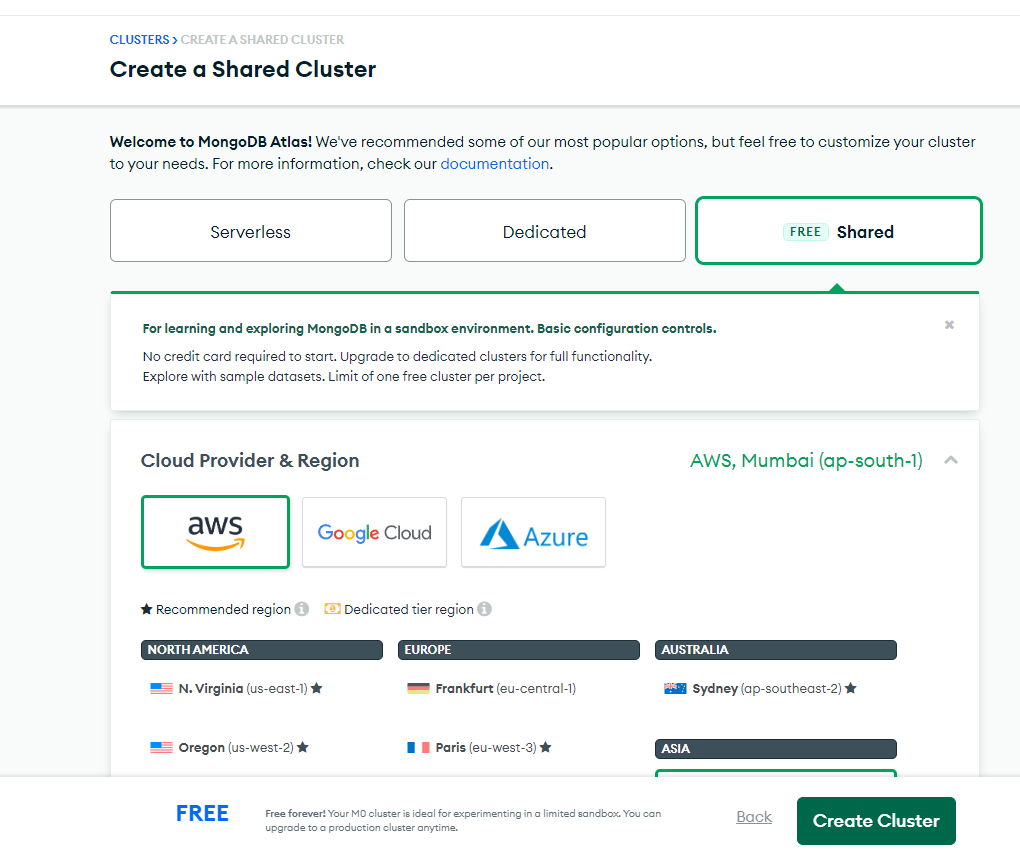 CLUSTERS > CREATE A SHARED CLUSTER
Create a Shared Cluster
Welcome to MongoDB Atlas! We've recommended some of our most popular options, but feel free to customize your cluster
to your needs. For more information, check our documentation.
Serverless
Dedicated
FREE Shared
For learning and exploring MongoDB in a sandbox environment. Basic configuration controls.
No credit card required to start. Upgrade to dedicated clusters for full functionality.
Explore with sample datasets. Limit of one free cluster per project.
Cloud Provider & Region
AWS, Mumbai (ap-south-1)
aws
Google Cloud
Azure
★ Recommended region
Dedicated tier region
NORTH AMERICA
N. Virginia (us-east-1) ★
Oregon (us-west-2) ★
EUROPE
Frankfurt (eu-central-1)
Paris (eu-west-3) ★
AUSTRALIA
Sydney (ap-southeast-2) ★
ASIA
FREE
Free forever! Your M0 cluster is ideal for experimenting in a limited sandbox. You can
upgrade to a production cluster anytime.
Back
Create Cluster